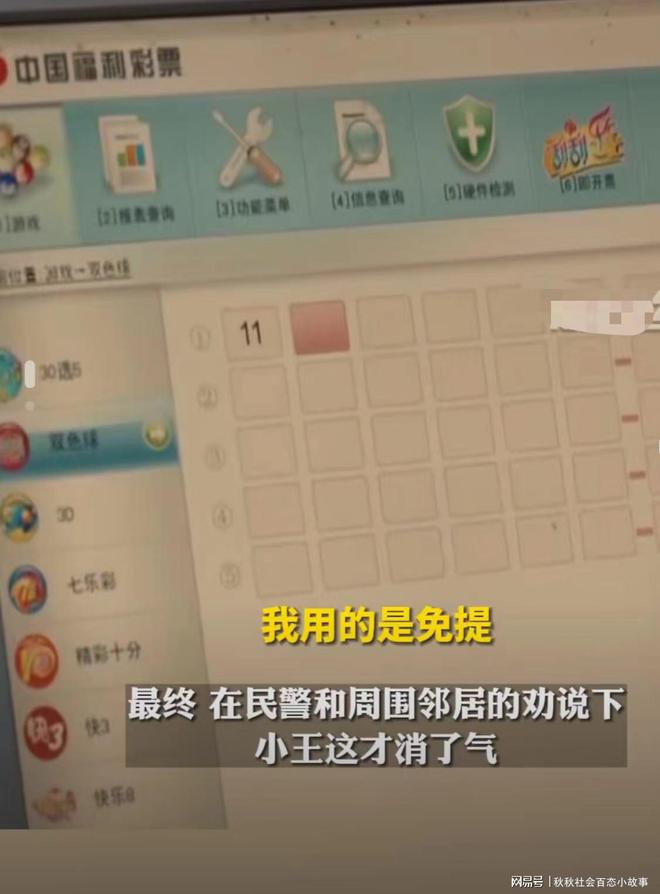 中国福利彩票
]游戏
[2]报表查询
[3]功能菜单
[4]信息查询
[5]硬件检测
刮刮乐
[6]即开票
位置 游戏→双色球
30选5
双色球
3D
七乐彩
精彩十分
快3
快3
快乐8
①
11
②
③
④
⑤
我用的是免提
最终 在民警和周围邻居的劝说下
小王这才消了气
网易号 | 秋秋社会百态小故事